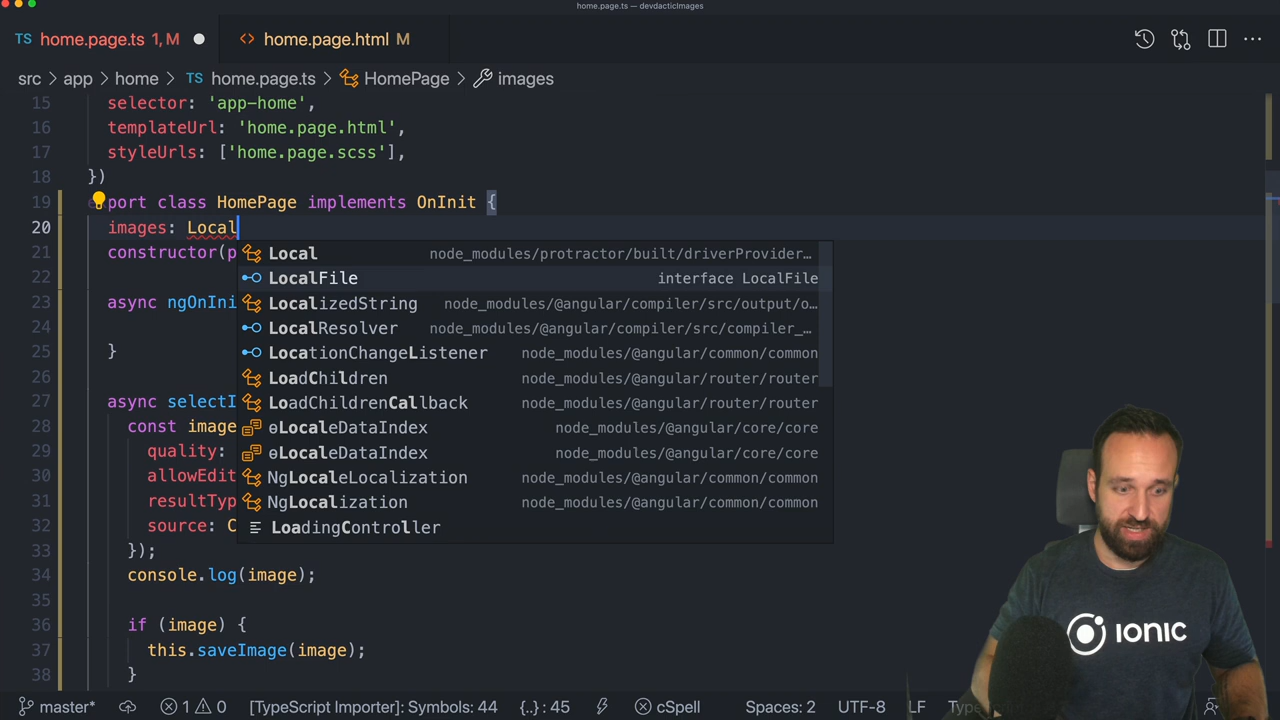 home.page.ts — devdacticImages
TS home.page.ts 1, M
<> home.page.html M
src > app > home > TS home.page.ts > HomePage > images
15 selector: 'app-home',
16 templateUrl: 'home.page.html',
17 styleUrls: ['home.page.scss'],
18 })
19 export class HomePage implements OnInit {
20 images: Local
21 constructor(p
22
23 async ngOnIni
24
25 }
26
27 async selectI
28 const image
29 quality:
30 allowEdit
31 resultTyp
32 source: C
33 });
34 console.log(image);
35
36 if (image) {
37 this.saveImage(image);
38 }
Local node_modules/protractor/built/driverProvider…
LocalFile interface LocalFile
LocalizedString node_modules/@angular/compiler/src/output/o…
LocalResolver node_modules/@angular/compiler/src/compiler_…
LocationChangeListener node_modules/@angular/common/common
LoadChildren node_modules/@angular/router/router
LoadChildrenCallback node_modules/@angular/router/router
ɵLocaleDataIndex node_modules/@angular/core/core
ɵLocaleDataIndex node_modules/@angular/core/core
NgLocaleLocalization node_modules/@angular/common/common
NgLocalization node_modules/@angular/common/common
LoadingController
IONIC
master* 1 0 [TypeScript Importer]: Symbols: 44 {..} : 45 cSpell Spaces: 2 UTF-8 LF Type